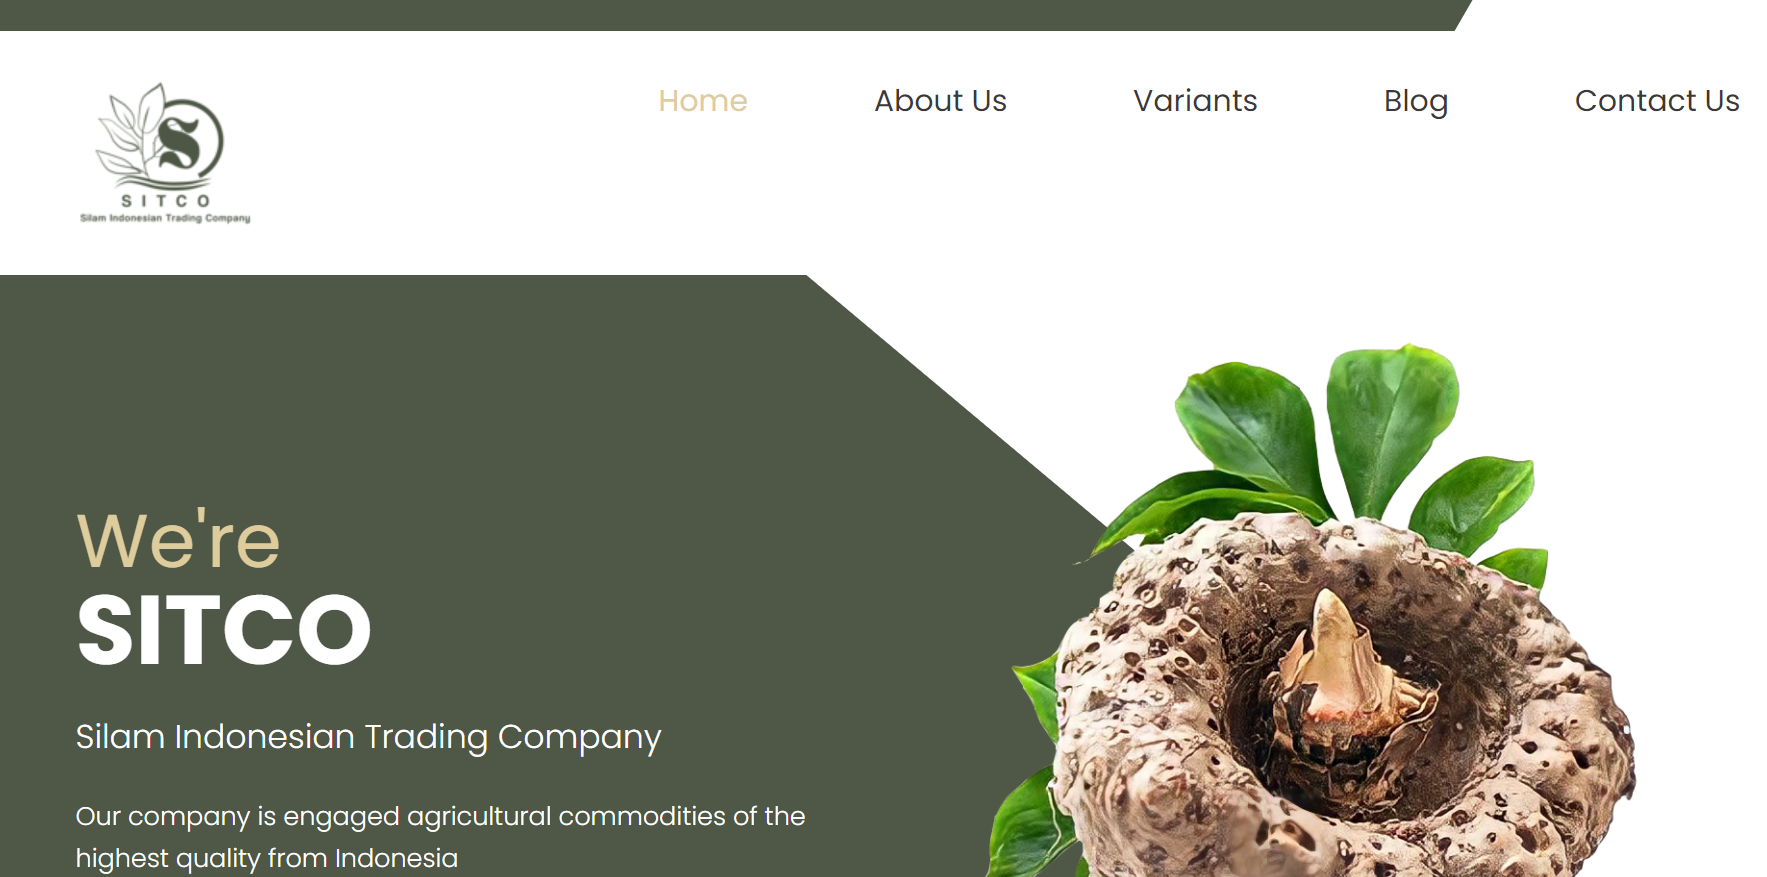 S
SITCO
Silam Indonesian Trading Company
Home
About Us
Variants
Blog
Contact Us
We're
SITCO
Silam Indonesian Trading Company
Our company is engaged agricultural commodities of the
highest quality from Indonesia